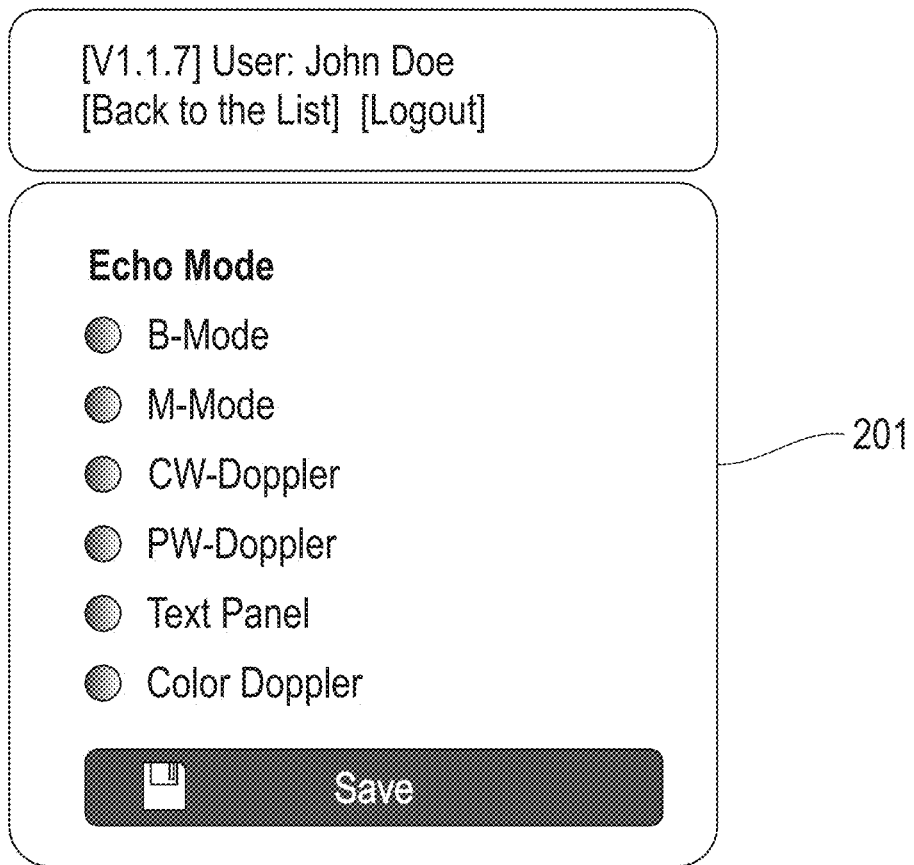 [V1.1.7] User: John Doe
[Back to the List] [Logout]
Echo Mode
B-Mode
M-Mode
CW-Doppler
201
PW-Doppler
Text Panel
Color Doppler
Save